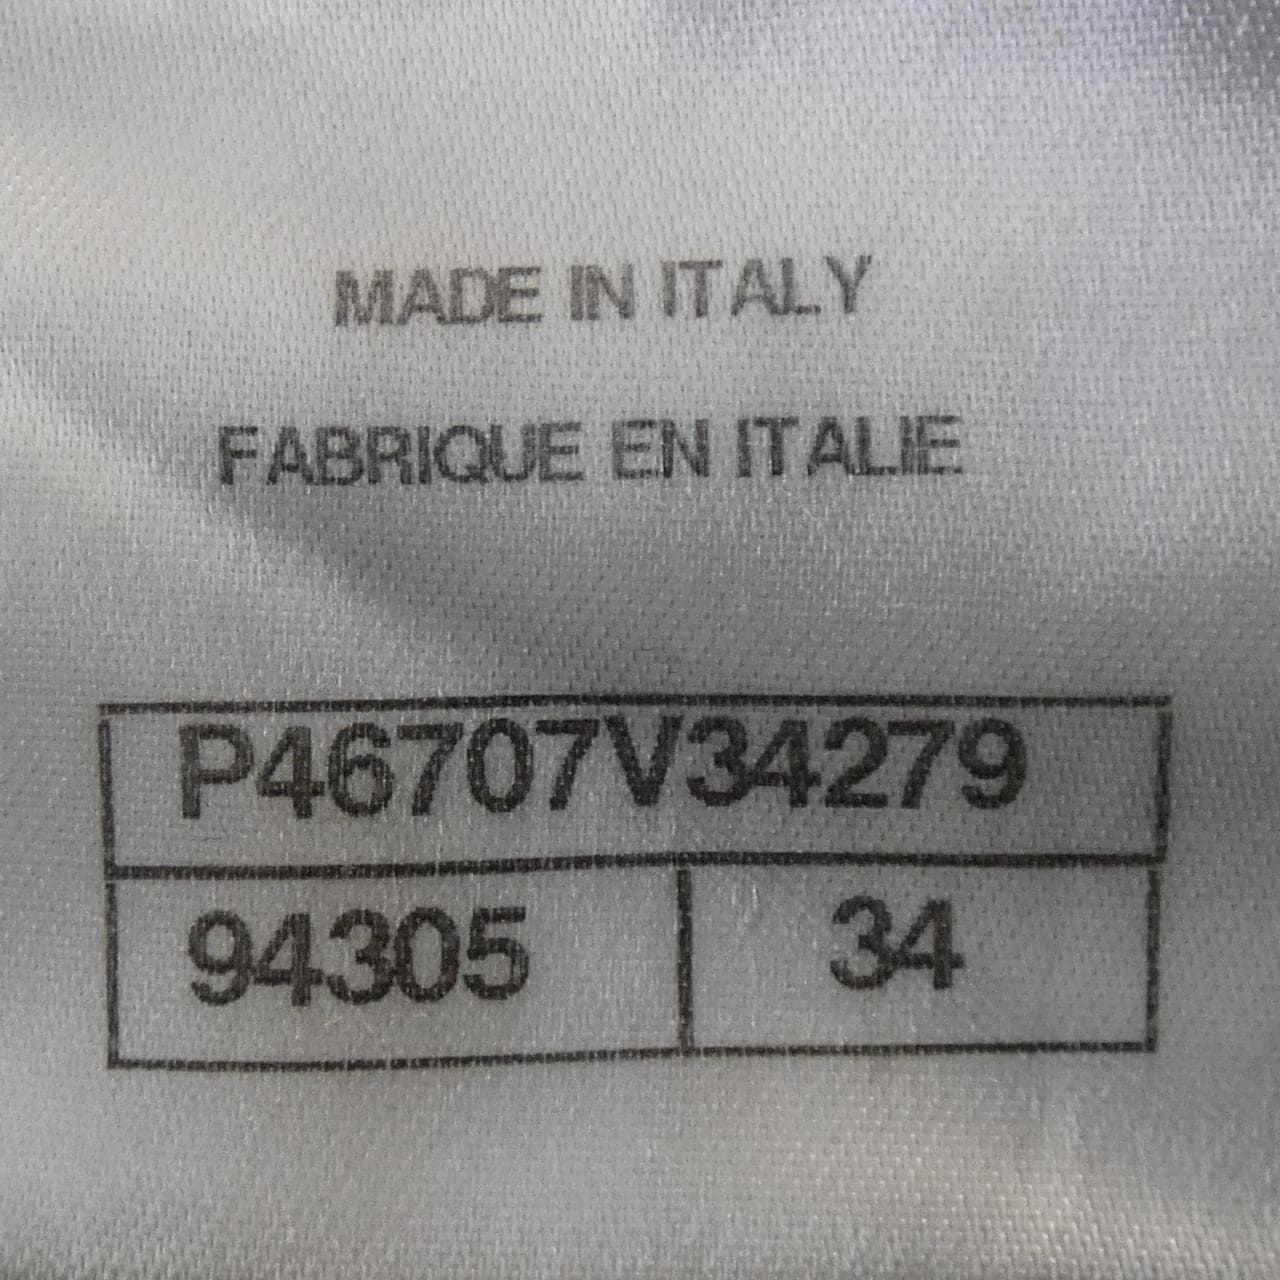 MADE IN ITALY
FABRIQUE EN ITALIE
P46707V34279
94305 34